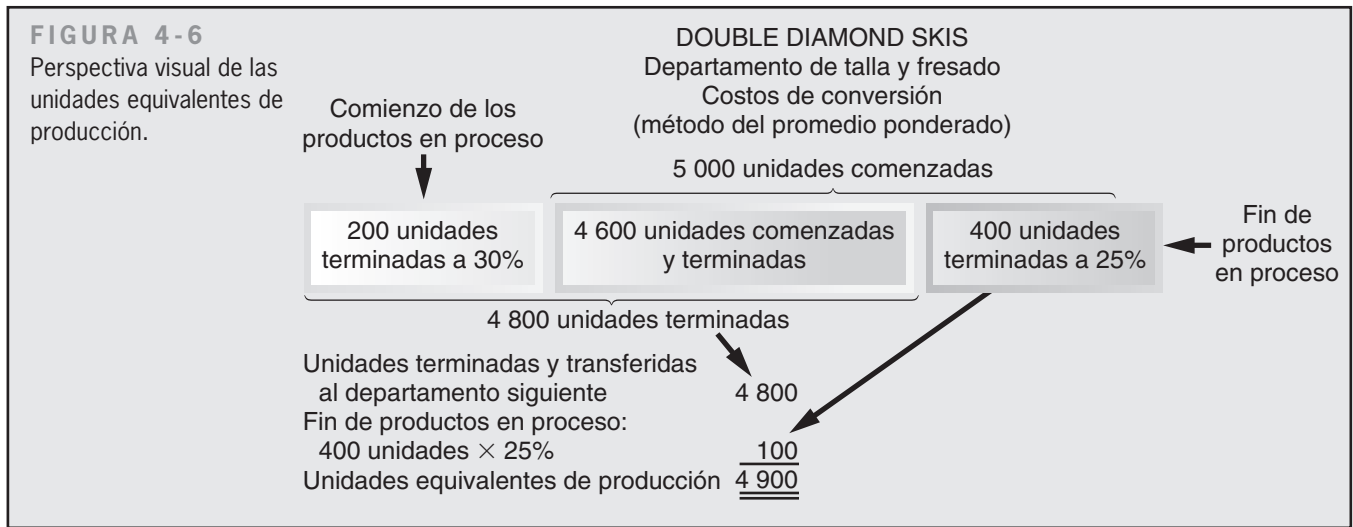 FIGURA 4-6
Perspectiva visual de las
unidades equivalentes de
producción.
DOUBLE DIAMOND SKIS
Departamento de talla y fresado
Costos de conversión
(método del promedio ponderado)
Comienzo de los
productos en proceso
5 000 unidades comenzadas
200 unidades
terminadas a 30%
4 600 unidades comenzadas
y terminadas
400 unidades
terminadas a 25%
Fin de
productos
en proceso
4 800 unidades terminadas
Unidades terminadas y transferidas
al departamento siguiente 4 800
Fin de productos en proceso:
400 unidades × 25% 100
Unidades equivalentes de producción 4 900